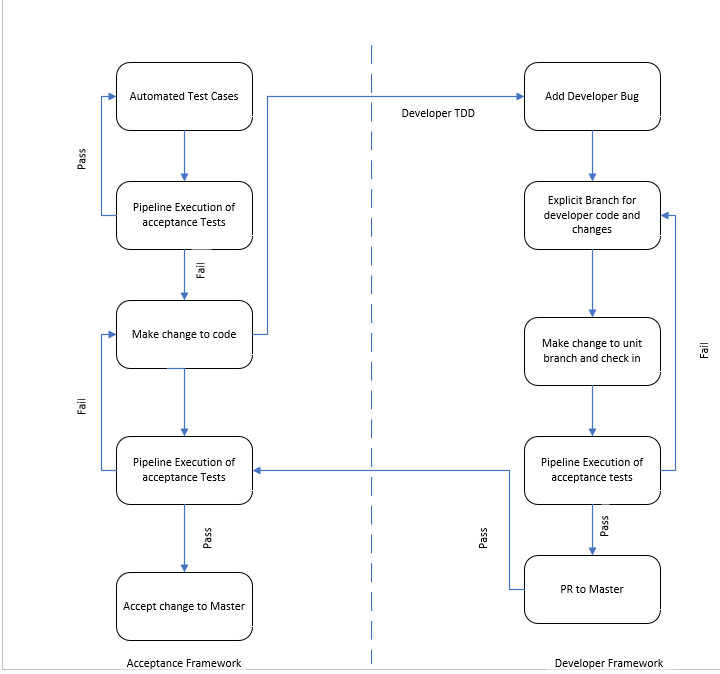 Automated Test Cases
Pass
Pipeline Execution of
acceptance Tests
Fail
Make change to code
Fail
Pipeline Execution of
acceptance Tests
Pass
Accept change to Master
Acceptance Framework
Developer TDD
Add Developer Bug
Explicit Branch for
developer code and
changes
Make change to unit
branch and check in
Fail
Pipeline Execution of
acceptance tests
Pass
Pass
PR to Master
Developer Framework